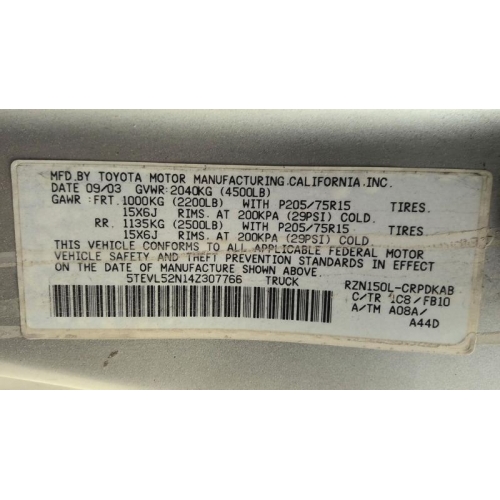 MFD.BY TOYOTA MOTOR MANUFACTURING.CALIFORNIA.INC.
DATE 09/03 GVWR:2040KG (4500LB)
GAWR:FRT.1000KG (2200LB) WITH P205/75R15 TIRES.
15X6J RIMS.AT 200KPA (29PSI) COLD.
RR. 1135KG (2500LB) WITH P205/75R15 TIRES.
15X6J RIMS.AT 200KPA (29PSI) COLD.
THIS VEHICLE CONFORMS TO ALL APPLICABLE FEDERAL MOTOR
VEHICLE SAFETY AND THEFT PREVENTION STANDARDS IN EFFECT
ON THE DATE OF MANUFACTURE SHOWN ABOVE.
5TEVL52N14Z307766 TRUCK
RZN150L-CRPDKAB
C/TR 1C8/FB10
A/TM A08A/
A44D